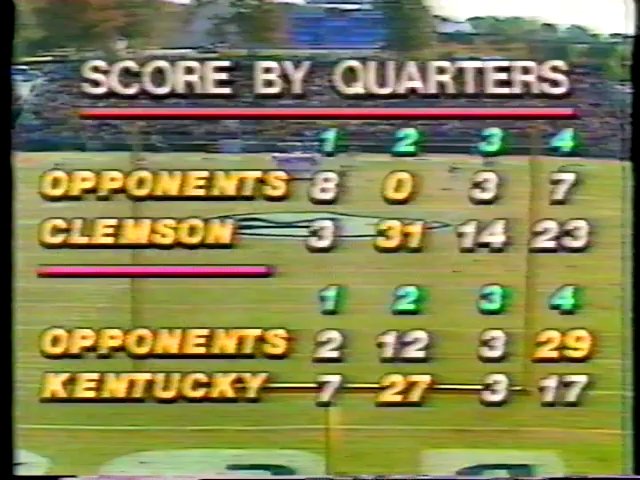 SCORE BY QUARTERS
1 2 3 4
OPPONENTS 8 0 3 7
CLEMSON 3 31 14 23
1 2 3 4
OPPONENTS 2 12 3 29
KENTUCKY 7 27 3 17